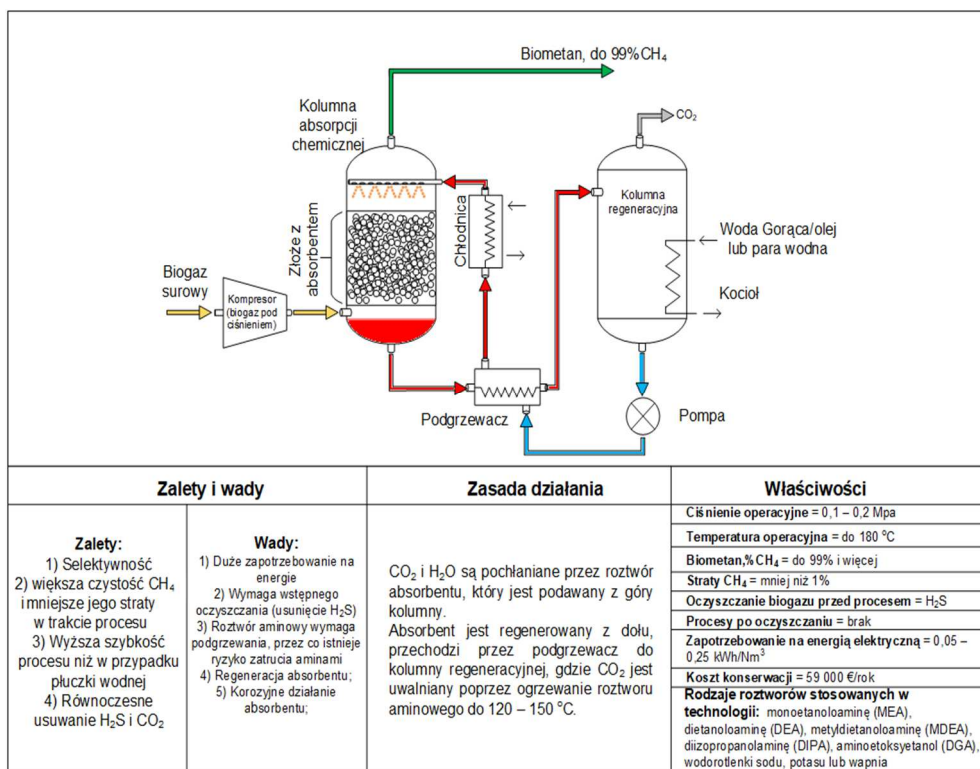 Biometan, do 99%CH₄
Kolumna
absorpcji
chemicznej
CO₂
Kolumna
regeneracyjna
Chłodnica
Złoże z
absorbentem
Woda Gorąca/olej
lub para wodna
Biogaz
surowy
Kompresor
(biogaz pod
ciśnieniem)
Kocioł
Podgrzewacz
Pompa
Zalety i wady
Zalety:
1) Selektywność
2) większa czystość CH₄
i mniejsze jego straty
w trakcie procesu
3) Wyższa szybkość
procesu niż w przypadku
płuczki wodnej
4) Równoczesne
usuwanie H₂S i CO₂
Wady:
1) Duże zapotrzebowanie na
energie
2) Wymaga wstępnego
oczyszczania (usunięcie H₂S)
3) Roztwór aminowy wymaga
podgrzewania, przez co istnieje
ryzyko zatrucia aminami
4) Regeneracja absorbentu;
5) Korozyjne działanie
absorbentu;
Zasada działania
CO₂ i H₂O są pochłaniane przez roztwór
absorbentu, który jest podawany z góry
kolumny.
Absorbent jest regenerowany z dołu,
przechodzi przez podgrzewacz do
kolumny regeneracyjnej, gdzie CO₂ jest
uwalniany poprzez ogrzewanie roztworu
aminowego do 120 – 150 °C.
Właściwości
Ciśnienie operacyjne = 0,1 – 0,2 Mpa
Temperatura operacyjna = do 180 °C
Biometan,% CH₄ = do 99% i więcej
Straty CH₄ = mniej niż 1%
Oczyszczanie biogazu przed procesem = H₂S
Procesy po oczyszczaniu = brak
Zapotrzebowanie na energię elektryczną = 0,05 –
0,25 kWh/Nm³
Koszt konserwacji = 59 000 €/rok
Rodzaje roztworów stosowanych w
technologii: monoetanoloaminę (MEA),
dietanoloaminę (DEA), metyldietanoloaminę (MDEA),
diizopropanolaminę (DIPA), aminoetoksyetanol (DGA),
wodorotlenki sodu, potasu lub wapnia